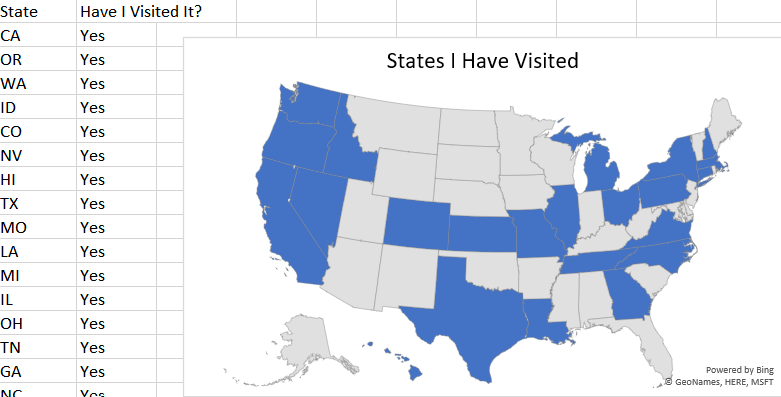 State Have I Visited It?
CA Yes
OR Yes
WA Yes
ID Yes
CO Yes
NV Yes
HI Yes
TX Yes
MO Yes
LA Yes
MI Yes
IL Yes
OH Yes
TN Yes
GA Yes
NC Yes
States I Have Visited
Powered by Bing
© GeoNames, HERE, MSFT